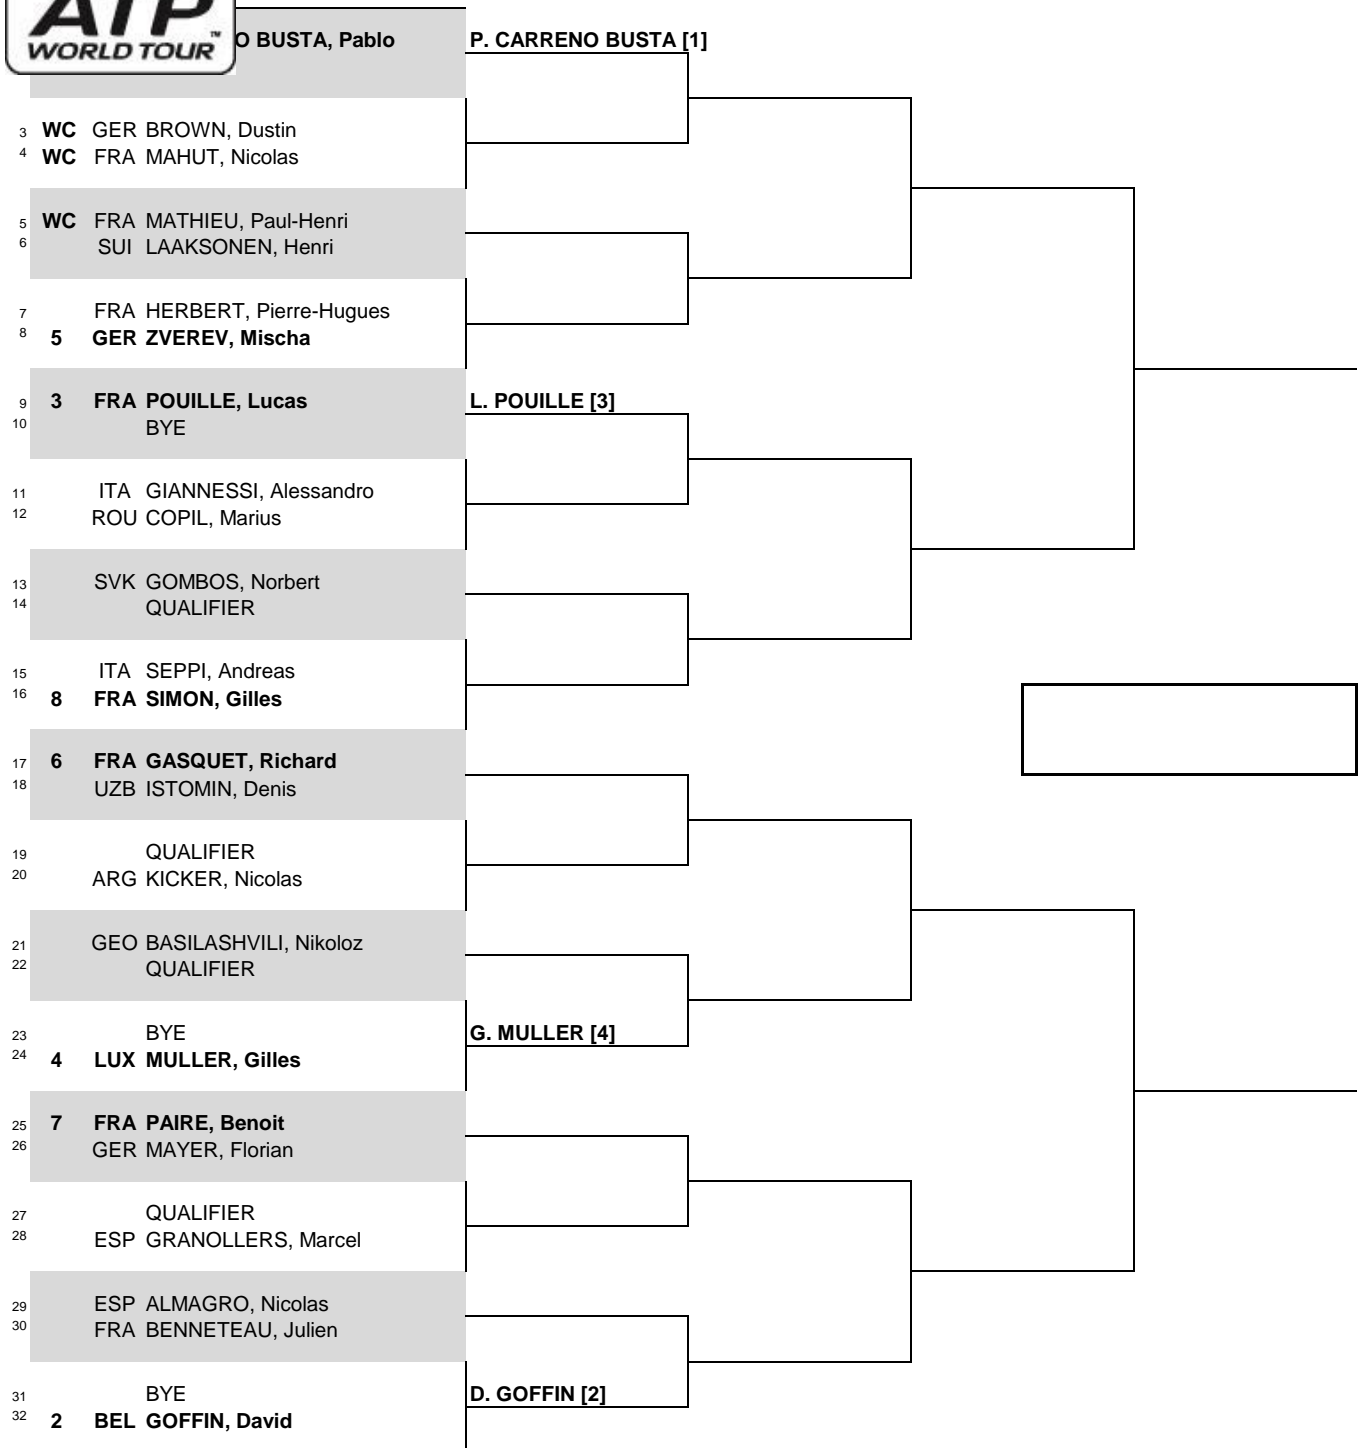 ATP
WORLD TOUR™
O BUSTA, Pablo P. CARRENO BUSTA [1]
3 WC GER BROWN, Dustin
4 WC FRA MAHUT, Nicolas
5 WC FRA MATHIEU, Paul-Henri
6 SUI LAAKSONEN, Henri
7 FRA HERBERT, Pierre-Hugues
8 5 GER ZVEREV, Mischa
9 3 FRA POUILLE, Lucas L. POUILLE [3]
10 BYE
11 ITA GIANNESSI, Alessandro
12 ROU COPIL, Marius
13 SVK GOMBOS, Norbert
14 QUALIFIER
15 ITA SEPPI, Andreas
16 8 FRA SIMON, Gilles
17 6 FRA GASQUET, Richard
18 UZB ISTOMIN, Denis
19 QUALIFIER
20 ARG KICKER, Nicolas
21 GEO BASILASHVILI, Nikoloz
22 QUALIFIER
23 BYE G. MULLER [4]
24 4 LUX MULLER, Gilles
25 7 FRA PAIRE, Benoit
26 GER MAYER, Florian
27 QUALIFIER
28 ESP GRANOLLERS, Marcel
29 ESP ALMAGRO, Nicolas
30 FRA BENNETEAU, Julien
31 BYE D. GOFFIN [2]
32 2 BEL GOFFIN, David